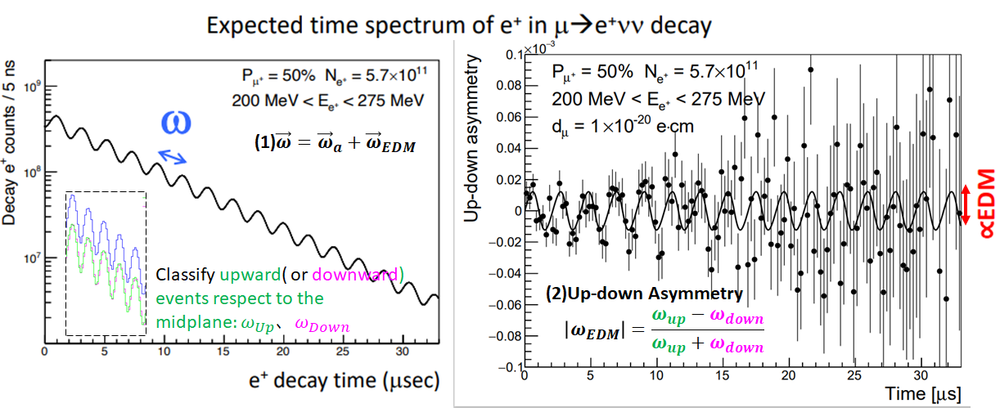 Expected time spectrum of e⁺ in μ→e⁺νν decay
Decay e⁺ counts / 5 ns
10⁹
10⁸
10⁷
P_μ⁺ = 50% N_e⁺ = 5.7×10¹¹
200 MeV < E_e⁺ < 275 MeV
ω
(1)ω⃗ = ω⃗_a + ω⃗_EDM
Classify upward( or downward)
events respect to the
midplane: ω_Up、 ω_Down
0 5 10 15 20 25 30
e⁺ decay time (μsec)
Up-down asymmetry
×10⁻³
0.1
0.08
0.06
0.04
0.02
0
−0.02
−0.04
−0.06
−0.08
−0.1
P_μ⁺ = 50% N_e⁺ = 5.7×10¹¹
200 MeV < E_e⁺ < 275 MeV
d_μ = 1×10⁻²⁰ e·cm
∝EDM
(2)Up-down Asymmetry
|ω_EDM| = (ω_up − ω_down) / (ω_up + ω_down)
0 5 10 15 20 25 30
Time [μs]